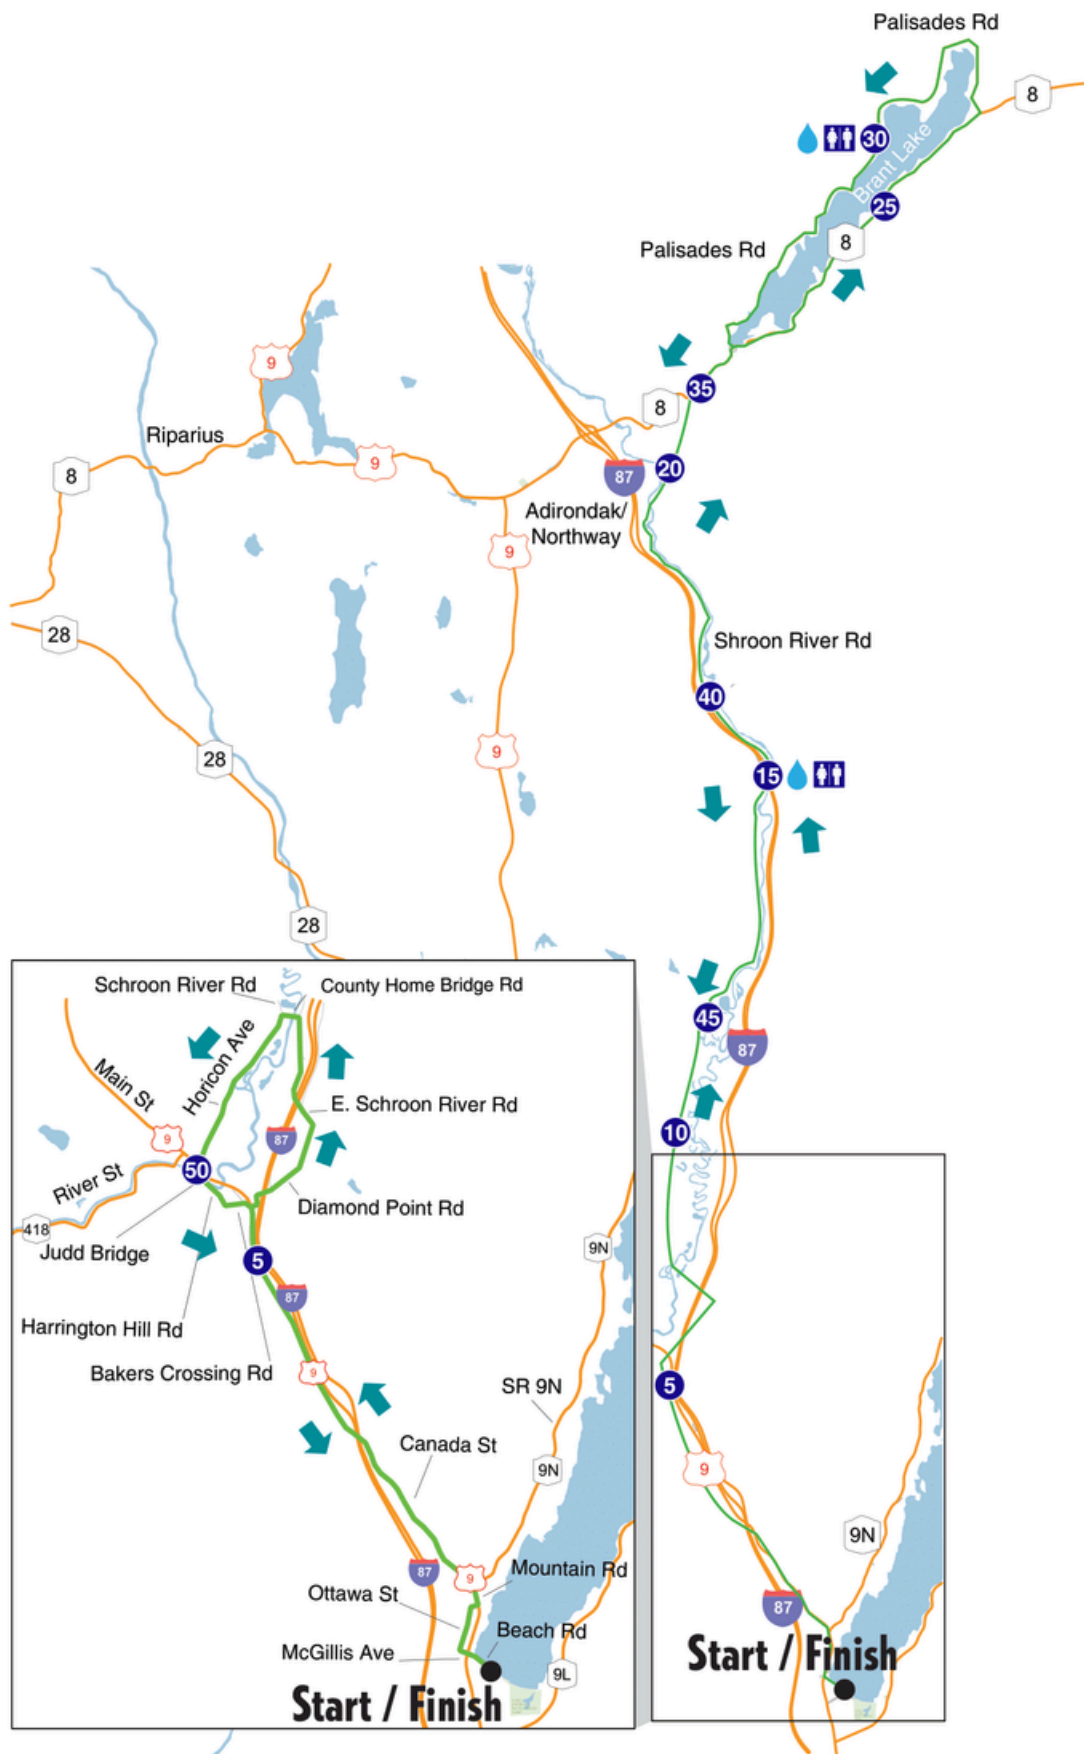 Palisades Rd
8
30
Brant Lake
25
8
Palisades Rd
9
35
8
Riparius
9
8
87
20
Adirondak/
Northway
9
28
Shroon River Rd
40
9
28
15
28
45
87
10
5
9
9N
87
Start / Finish
Schroon River Rd
County Home Bridge Rd
Horicon Ave
Main St
E. Schroon River Rd
9
87
50
River St
Diamond Point Rd
418
Judd Bridge
9N
5
87
Harrington Hill Rd
Bakers Crossing Rd
9
SR 9N
Canada St
9N
87
9
Mountain Rd
Ottawa St
Beach Rd
McGillis Ave
9L
Start / Finish